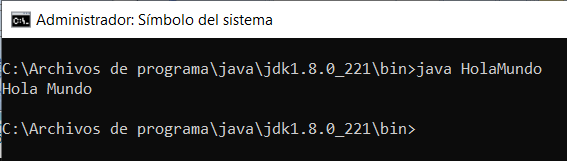 Administrador: Símbolo del sistema
C:\Archivos de programa\java\jdk1.8.0_221\bin>java HolaMundo
Hola Mundo
C:\Archivos de programa\java\jdk1.8.0_221\bin>